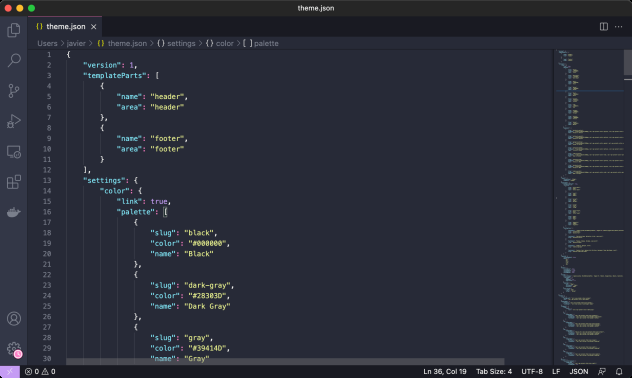 theme.json
{} theme.json
Users > javier > {} theme.json > {} settings > {} color > [ ] palette
1 {
2 "version": 1,
3 "templateParts": [
4 {
5 "name": "header",
6 "area": "header"
7 },
8 {
9 "name": "footer",
10 "area": "footer"
11 }
12 ],
13 "settings": {
14 "color": {
15 "link": true,
16 "palette": [
17 {
18 "slug": "black",
19 "color": "#000000",
20 "name": "Black"
21 },
22 {
23 "slug": "dark-gray",
24 "color": "#28303D",
25 "name": "Dark Gray"
26 },
27 {
28 "slug": "gray",
29 "color": "#39414D",
30 "name": "Gray"
0 0 Ln 36, Col 19 Tab Size: 4 UTF-8 LF JSON